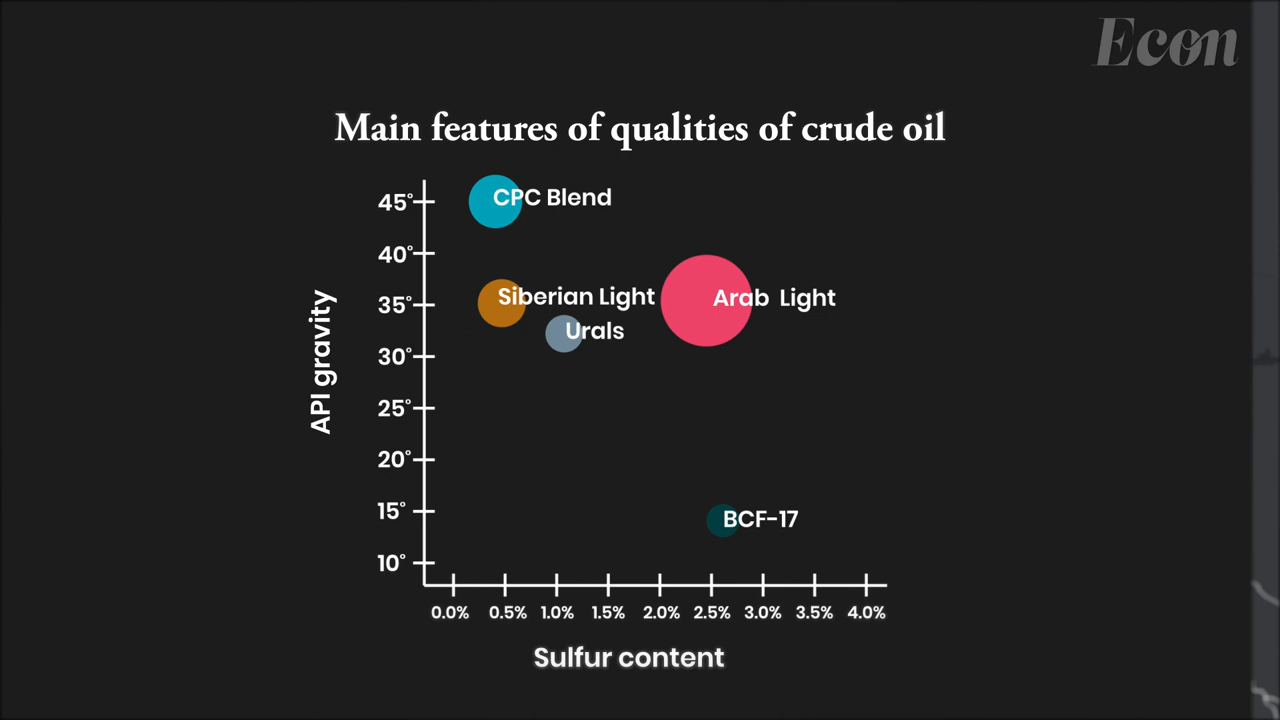 Econ
Main features of qualities of crude oil
45°
CPC Blend
40°
35°
Siberian Light
Arab Light
Urals
30°
25°
20°
15°
BCF-17
10°
API gravity
0.0% 0.5% 1.0% 1.5% 2.0% 2.5% 3.0% 3.5% 4.0%
Sulfur content